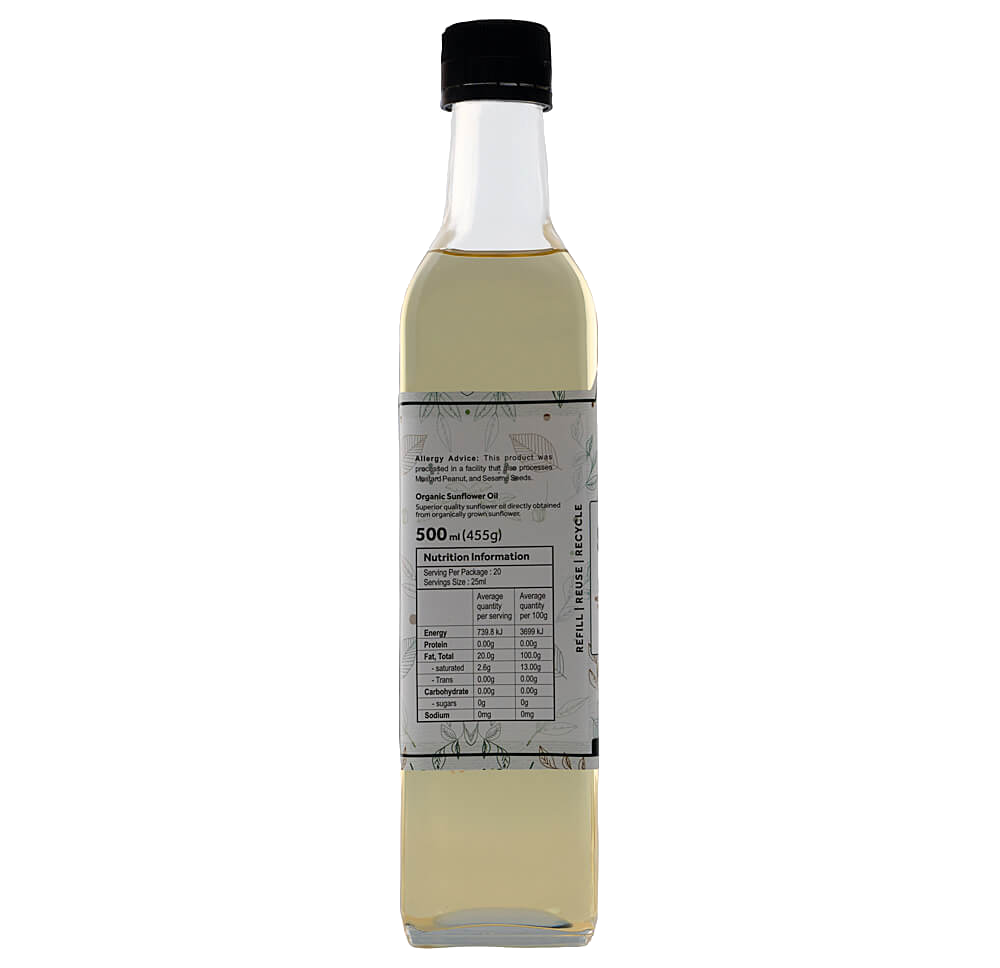 Allergy Advice: This product was
processed in a facility that processes
Mustard Peanut, and Sesame Seeds.
Organic Sunflower Oil
Superior quality sunflower oil directly obtained
from organically grown sunflower.
500 ml (455g)
Nutrition Information
Serving Per Package : 20
Servings Size : 25ml
Average quantity per serving Average quantity per 100g
Energy 739.8 kJ 3699 kJ
Protein 0.00g 0.00g
Fat, Total 20.0g 100.0g
- saturated 2.6g 13.00g
- Trans 0.00g 0.00g
Carbohydrate 0.00g 0.00g
- sugars 0g 0g
Sodium 0mg 0mg
REFILL | REUSE | RECYCLE